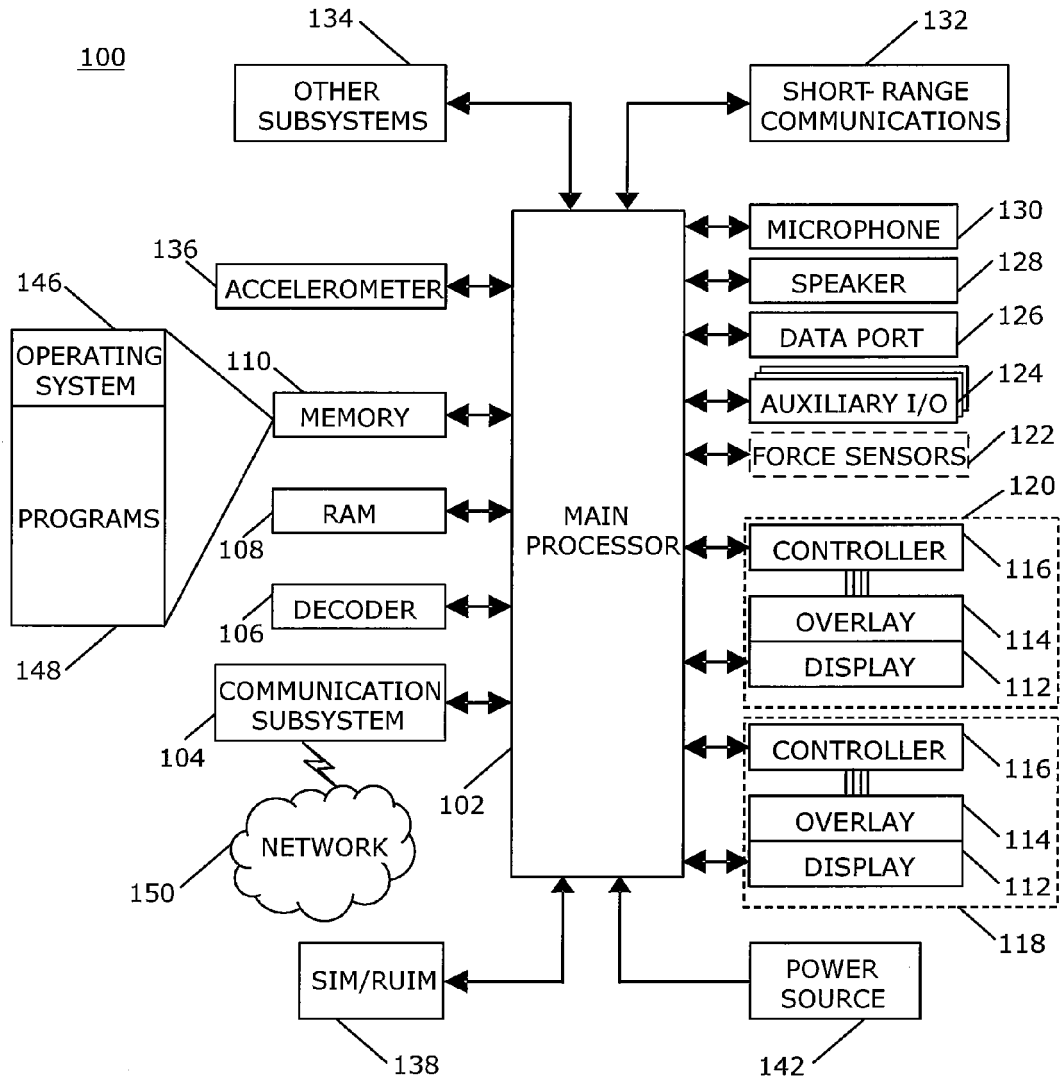 134
132
100
OTHER
SUBSYSTEMS
SHORT-RANGE
COMMUNICATIONS
MICROPHONE
130
136
ACCELEROMETER
SPEAKER
128
146
DATA PORT
126
OPERATING
SYSTEM
110
MEMORY
AUXILIARY I/O
124
FORCE SENSORS
122
PROGRAMS
RAM
108
MAIN
PROCESSOR
120
CONTROLLER
116
DECODER
106
OVERLAY
114
148
DISPLAY
112
COMMUNICATION
SUBSYSTEM
104
102
CONTROLLER
116
NETWORK
150
OVERLAY
114
DISPLAY
112
118
SIM/RUIM
138
POWER
SOURCE
142